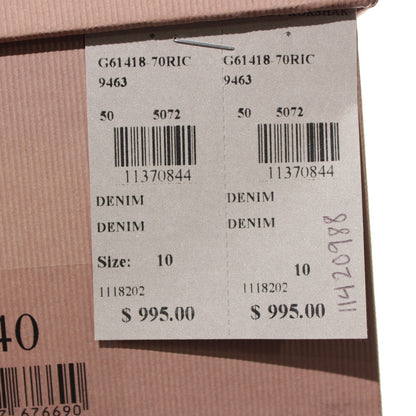 G61418-70RIC
9463
50 5072
11370844
DENIM
DENIM
Size: 10
1118202
$ 995.00
G61418-70RIC
9463
50 5072
11370844
DENIM
DENIM
10
1118202
$ 995.00
11420988
40
676690